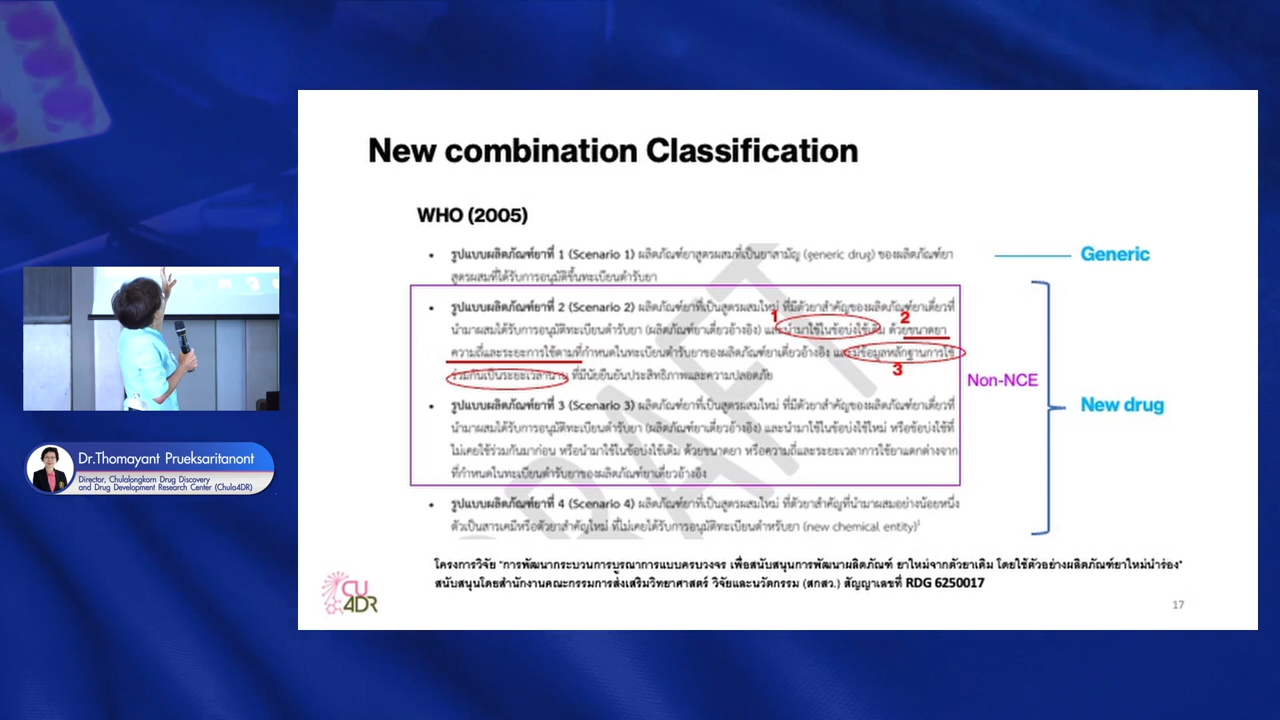 New combination Classification
WHO (2005)
• รูปแบบผลิตภัณฑ์ยาที่ 1 (Scenario 1) ผลิตภัณฑ์ยาสูตรผสมที่เป็นยาสามัญ (generic drug) ของผลิตภัณฑ์ยา
สูตรผสมที่ได้รับการอนุมัติขึ้นทะเบียนตำรับยา
Generic
• รูปแบบผลิตภัณฑ์ยาที่ 2 (Scenario 2) ผลิตภัณฑ์ยาที่เป็นสูตรผสมใหม่ ที่มีตัวยาสำคัญของผลิตภัณฑ์ยาเดี่ยวที่
1 2
นำมาผสมได้รับการอนุมัติทะเบียนตำรับยา (ผลิตภัณฑ์ยาเดี่ยวอ้างอิง) และนำมาใช้ในข้อบ่งใช้เดิม ด้วยขนาดยา
ความถี่และระยะการใช้ตามที่กำหนดในทะเบียนตำรับยาของผลิตภัณฑ์ยาเดี่ยวอ้างอิง และมีข้อมูลหลักฐานการใช้
3
ร่วมกันเป็นระยะเวลานาน ที่มีนัยยืนยันประสิทธิภาพและความปลอดภัย
Non-NCE
• รูปแบบผลิตภัณฑ์ยาที่ 3 (Scenario 3) ผลิตภัณฑ์ยาที่เป็นสูตรผสมใหม่ ที่มีตัวยาสำคัญของผลิตภัณฑ์ยาเดี่ยวที่
นำมาผสมได้รับการอนุมัติทะเบียนตำรับยา (ผลิตภัณฑ์ยาเดี่ยวอ้างอิง) และนำมาใช้ในข้อบ่งใช้ใหม่ หรือข้อบ่งใช้ที่
ไม่เคยใช้ร่วมกันมาก่อน หรือนำมาใช้ในข้อบ่งใช้เดิม ด้วยขนาดยา หรือความถี่และระยะเวลาการใช้ยาแตกต่างจาก
ที่กำหนดในทะเบียนตำรับยาของผลิตภัณฑ์ยาเดี่ยวอ้างอิง
New drug
• รูปแบบผลิตภัณฑ์ยาที่ 4 (Scenario 4) ผลิตภัณฑ์ยาที่เป็นสูตรผสมใหม่ ที่ตัวยาสำคัญที่นำมาผสมอย่างน้อยหนึ่ง
ตัวเป็นสารเคมีหรือตัวยาสำคัญใหม่ ที่ไม่เคยได้รับการอนุมัติทะเบียนตำหรับยา (new chemical entity)¹
DRAFT
โครงการวิจัย "การพัฒนากระบวนการบูรณาการแบบครบวงจร เพื่อสนับสนุนการพัฒนาผลิตภัณฑ์ ยาใหม่จากตัวยาเดิม โดยใช้ตัวอย่างผลิตภัณฑ์ยาใหม่นำร่อง"
สนับสนุนโดยสำนักงานคณะกรรมการส่งเสริมวิทยาศาสตร์ วิจัยและนวัตกรรม (สกสว.) สัญญาเลขที่ RDG 6250017
CU
4DR
17
Dr.Thomayant Prueksaritanont
Director, Chulalongkorn Drug Discovery
and Drug Development Research Center (Chula4DR)